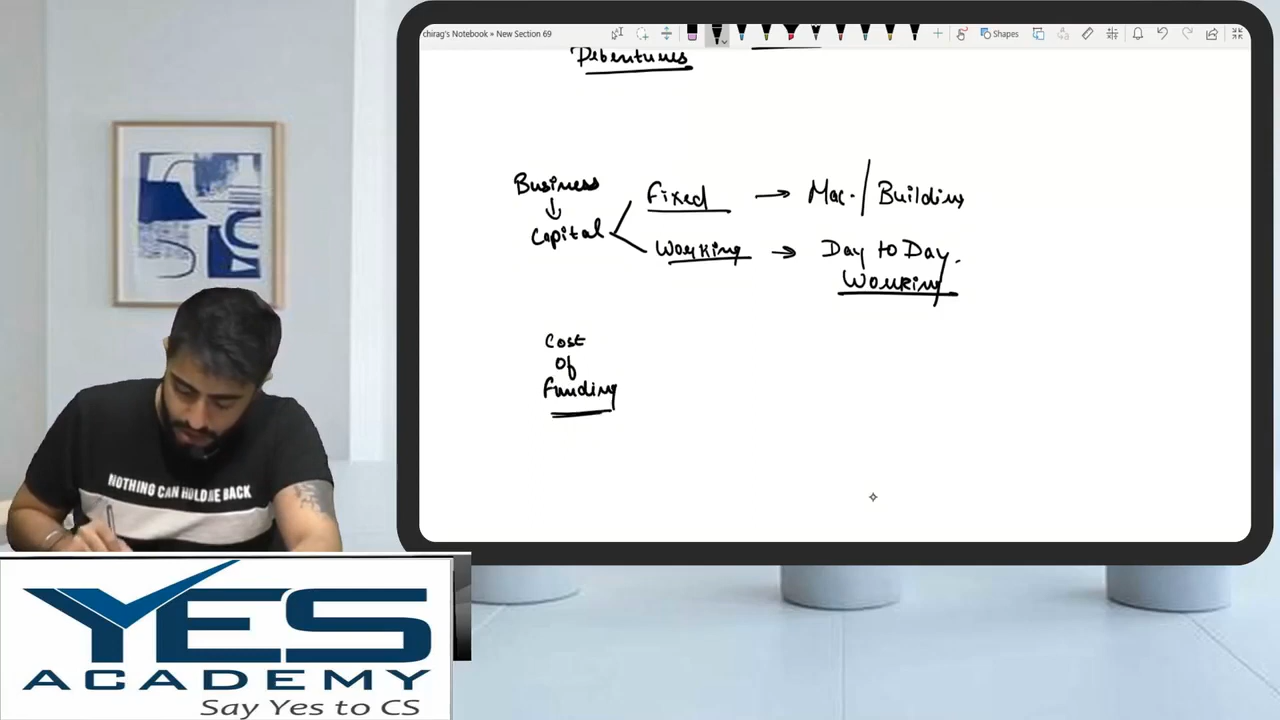 chirag's Notebook » New Section 69
Shapes
Debentures
Business
Capital
Fixed → Mac. / Building
Working → Day to Day.
Working
Cost
of
Funding
NOTHING CAN HOLD ME BACK
YES
ACADEMY
Say Yes to CS